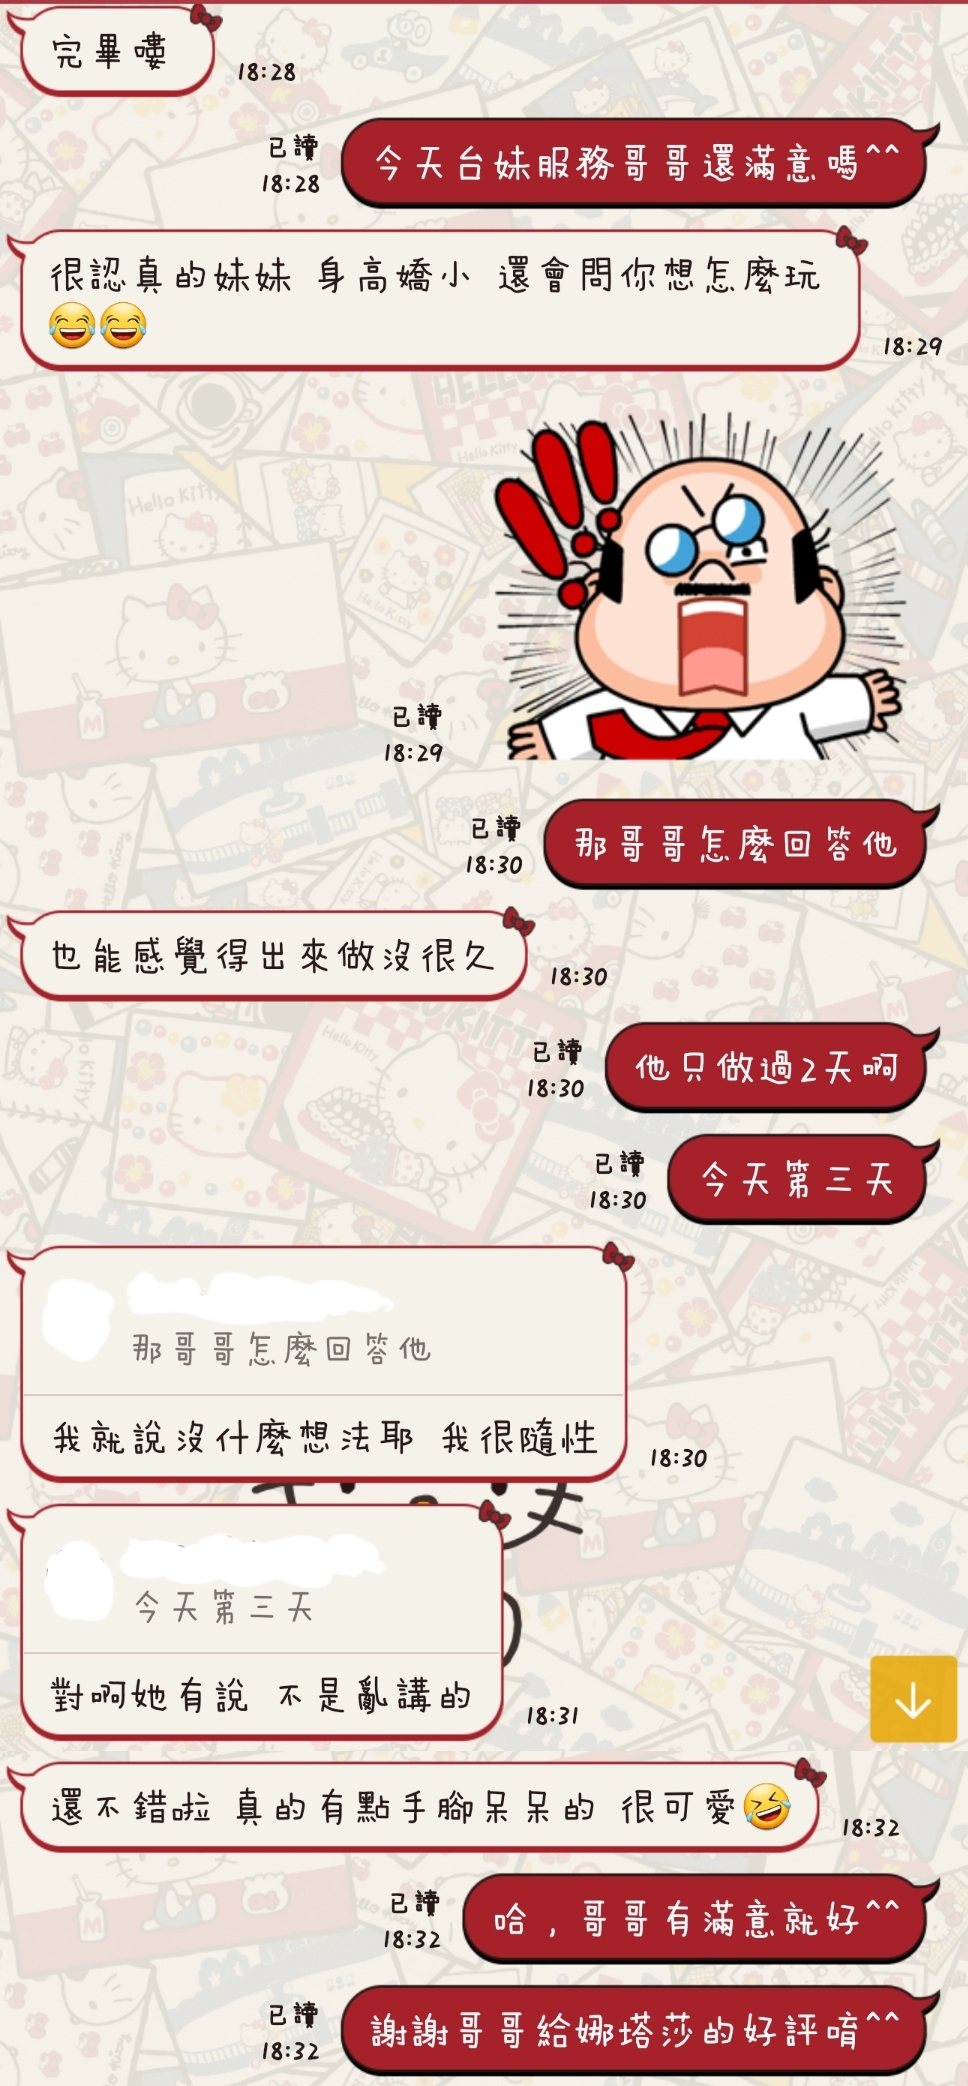 完畢嘍
18:28
已讀
18:28
今天台妹服務哥哥還滿意嗎^^
很認真的妹妹 身高嬌小 還會問你想怎麼玩
😂😂
18:29
已讀
18:29
已讀
18:30
那哥哥怎麼回答他
也能感覺得出來做沒很久
18:30
已讀
18:30
他只做過2天啊
已讀
18:30
今天第三天
那哥哥怎麼回答他
我就說沒什麼想法耶 我很隨性
18:30
今天第三天
對啊她有說 不是亂講的
18:31
還不錯啦 真的有點手腳呆呆的 很可愛🤣
18:32
已讀
18:32
哈,哥哥有滿意就好^^
已讀
18:32
謝謝哥哥給娜塔莎的好評唷^^